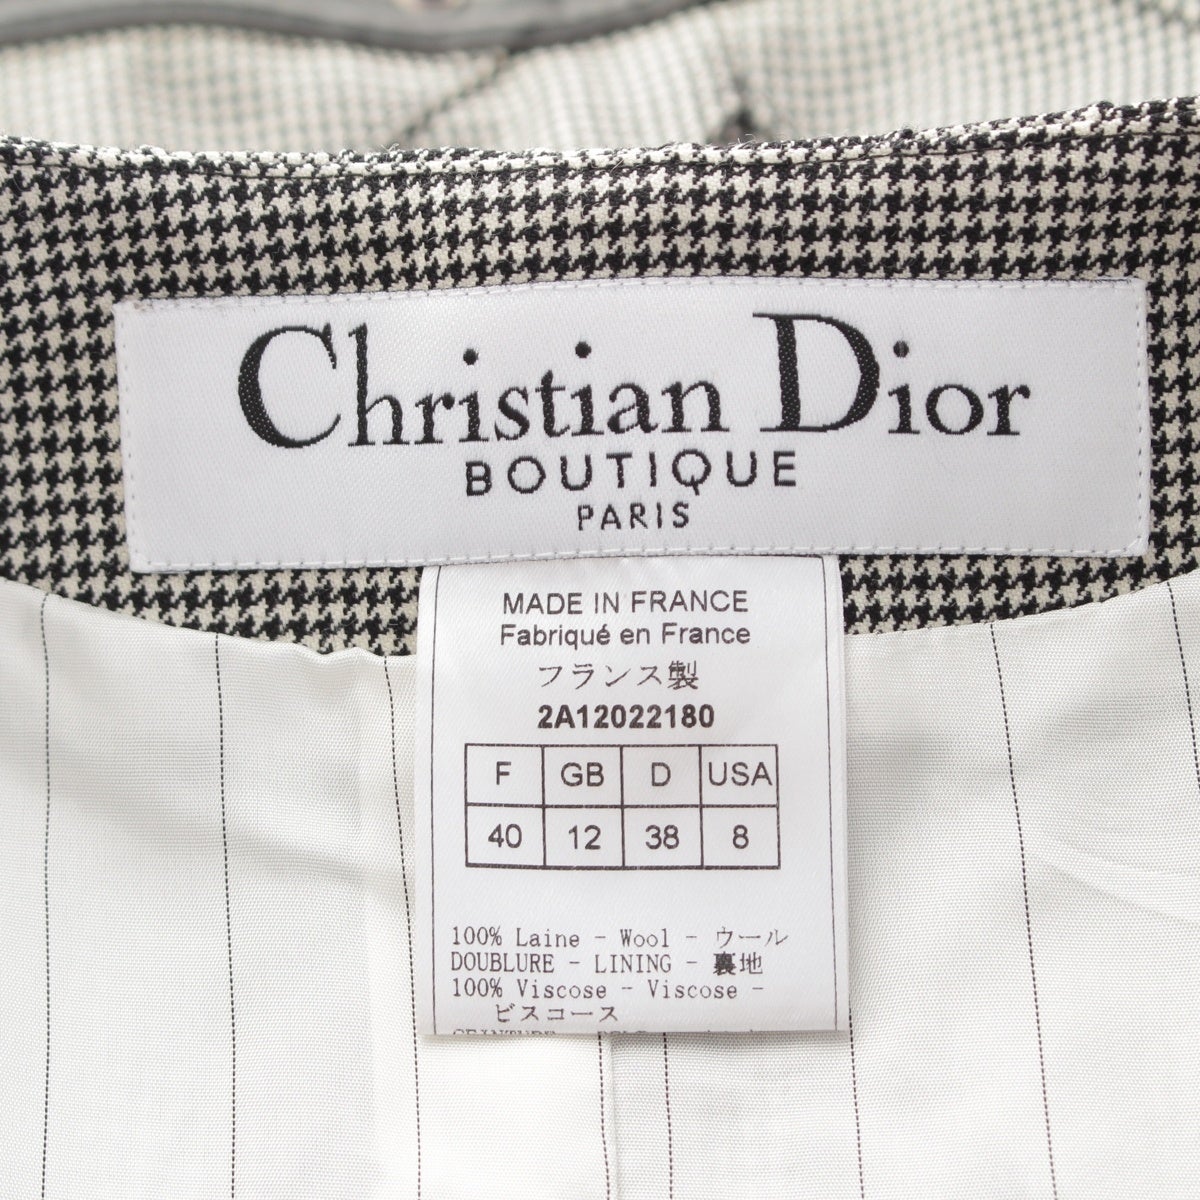 Christian Dior
BOUTIQUE
PARIS
MADE IN FRANCE
Fabriqué en France
フランス製
2A12022180
F GB D USA
40 12 38 8
100% Laine - Wool - ウール
DOUBLURE - LINING - 裏地
100% Viscose - Viscose -
ビスコース